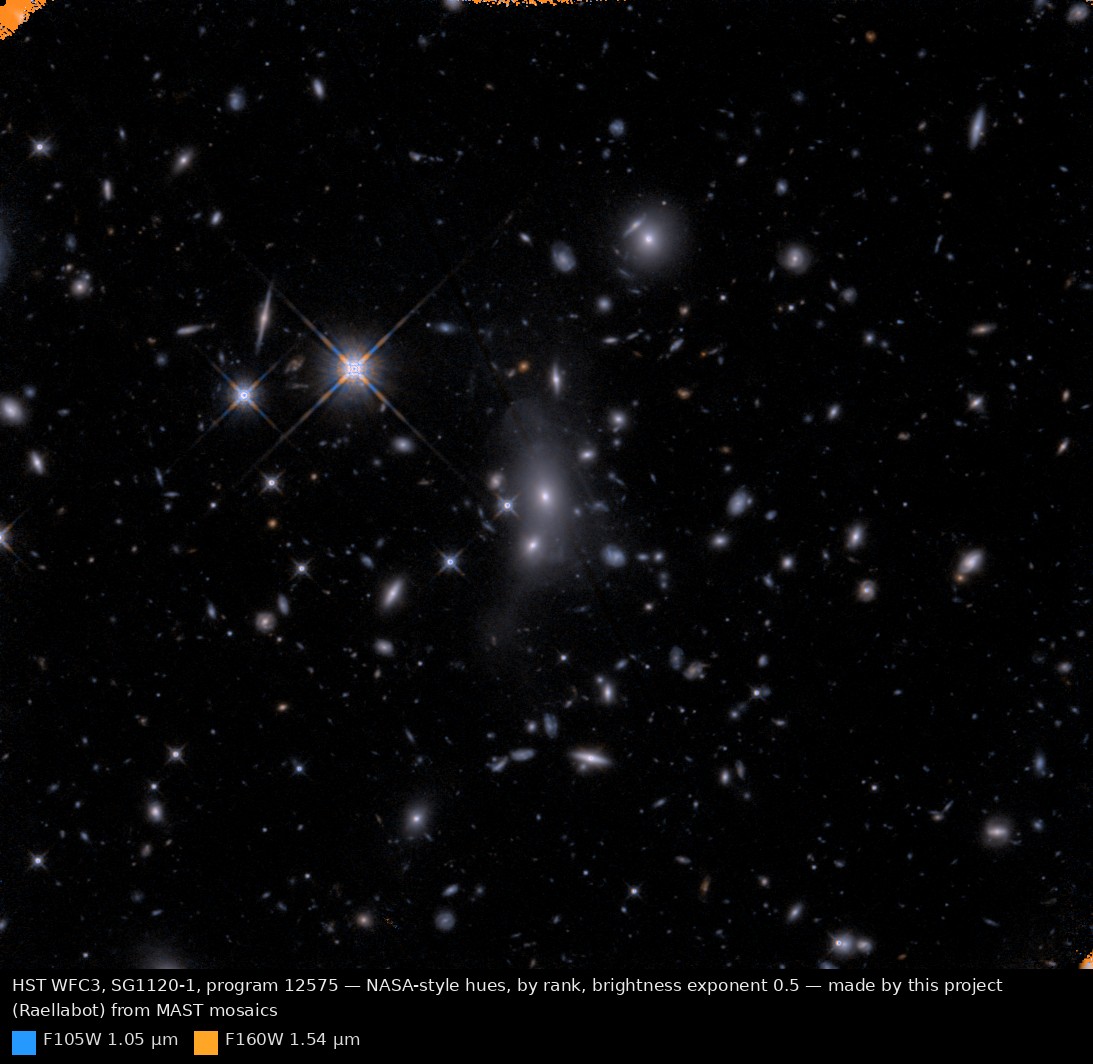 HST WFC3, SG1120-1, program 12575 — NASA-style hues, by rank, brightness exponent 0.5 — made by this project
(Raellabot) from MAST mosaics
F105W 1.05 µm F160W 1.54 µm